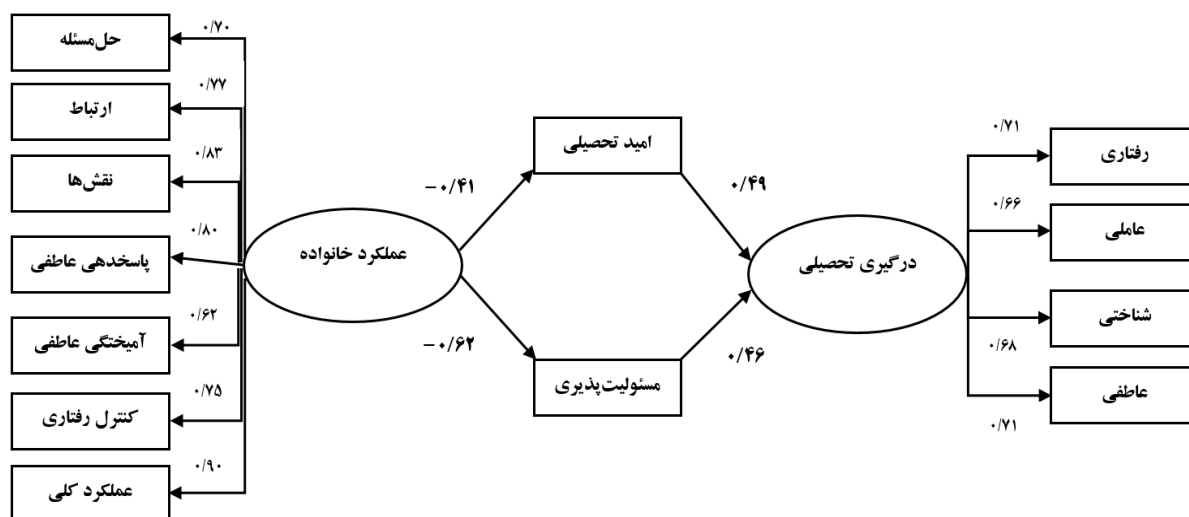 ۰/۷۰
حل‌مسئله
۰/۷۷
ارتباط
۰/۸۳
نقش‌ها
۰/۸۰
پاسخدهی عاطفی
۰/۶۲
آمیختگی عاطفی
۰/۷۵
کنترل رفتاری
۰/۹۰
عملکرد کلی
عملکرد خانواده
−۰/۴۱
−۰/۶۲
امید تحصیلی
مسئولیت‌پذیری
۰/۴۹
۰/۴۶
درگیری تحصیلی
۰/۷۱
رفتاری
۰/۶۶
عاملی
شناختی
۰/۶۸
عاطفی
۰/۷۱